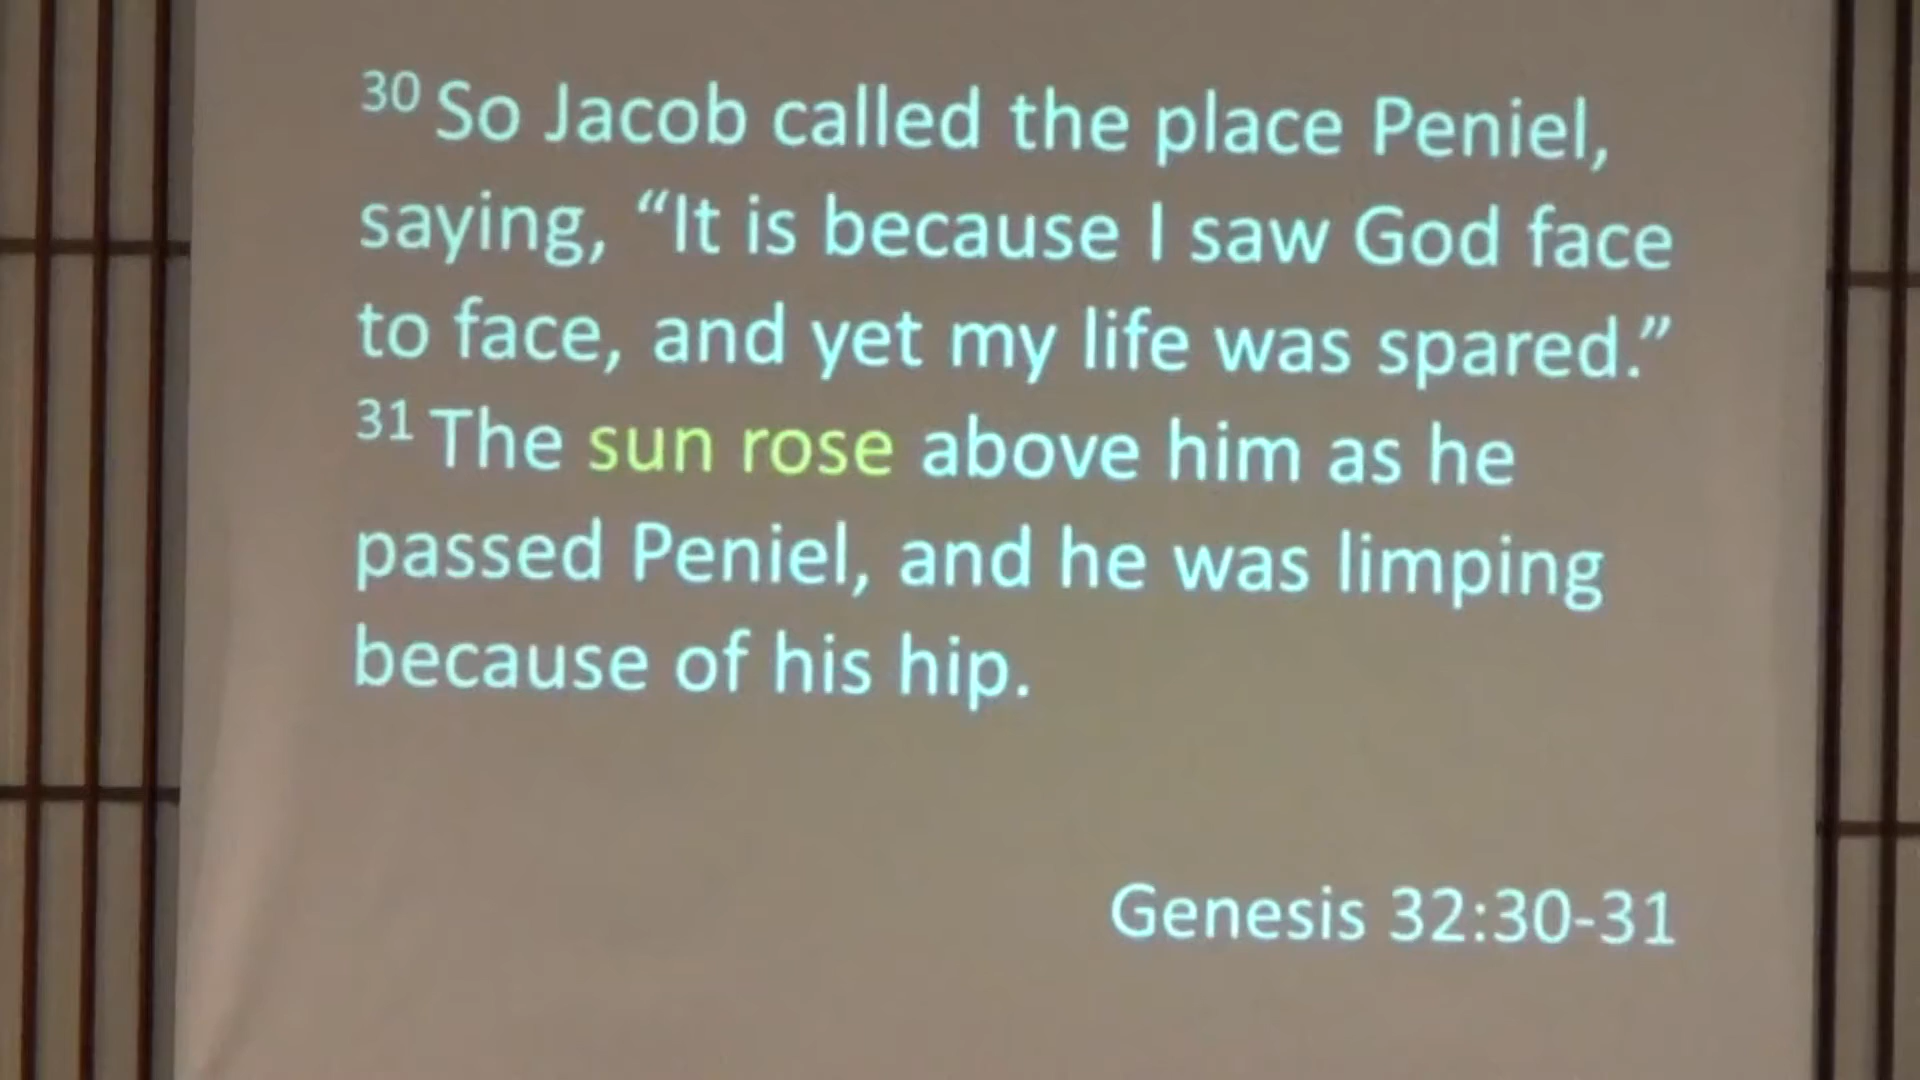 30 So Jacob called the place Peniel,
saying, “It is because I saw God face
to face, and yet my life was spared.”
31 The sun rose above him as he
passed Peniel, and he was limping
because of his hip.
Genesis 32:30-31